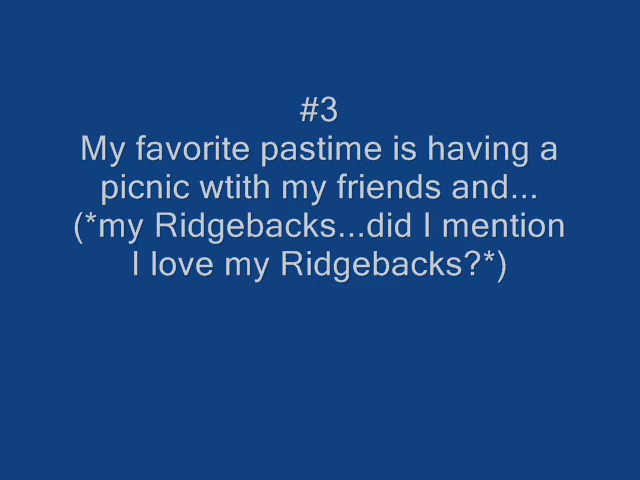 #3
My favorite pastime is having a
picnic wtith my friends and...
(*my Ridgebacks...did I mention
I love my Ridgebacks?*)